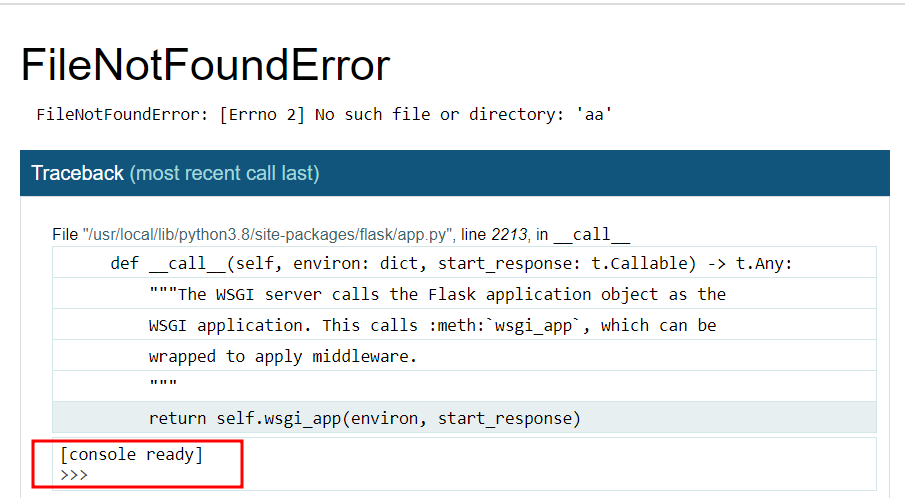 FileNotFoundError
FileNotFoundError: [Errno 2] No such file or directory: 'aa'
Traceback (most recent call last)
File "/usr/local/lib/python3.8/site-packages/flask/app.py", line 2213, in __call__
def __call__(self, environ: dict, start_response: t.Callable) -> t.Any:
"""The WSGI server calls the Flask application object as the
WSGI application. This calls :meth:`wsgi_app`, which can be
wrapped to apply middleware.
"""
return self.wsgi_app(environ, start_response)
[console ready]
>>>